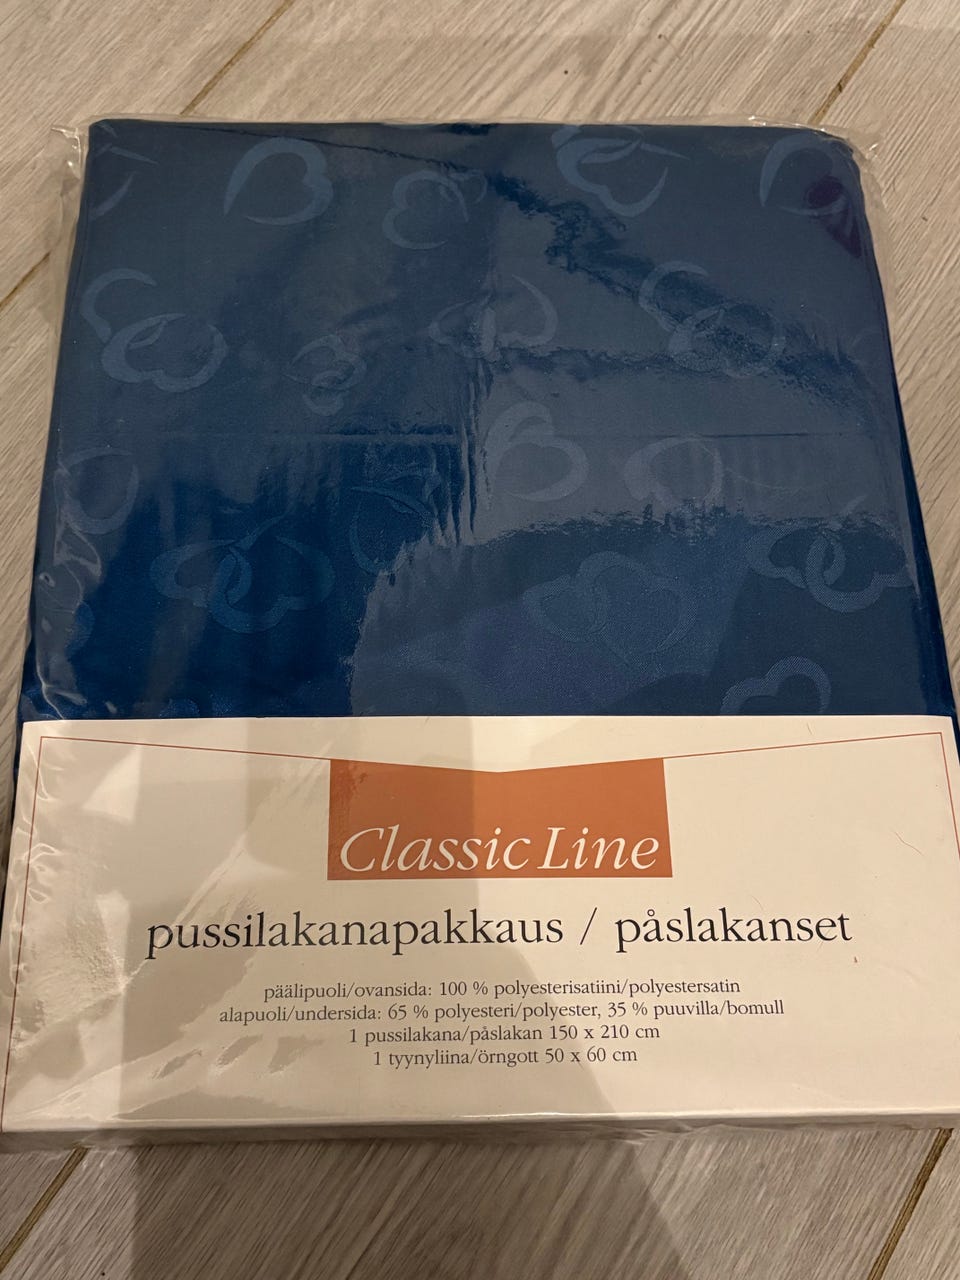 Classic Line
pussilakanapakkaus / påslakanset
päälipuoli/ovansida: 100 % polyesterisatiini/polyestersatin
alapuoli/undersida: 65 % polyesteri/polyester, 35 % puuvilla/bomull
1 pussilakana/påslakan 150 x 210 cm
1 tyynyliina/örngott 50 x 60 cm